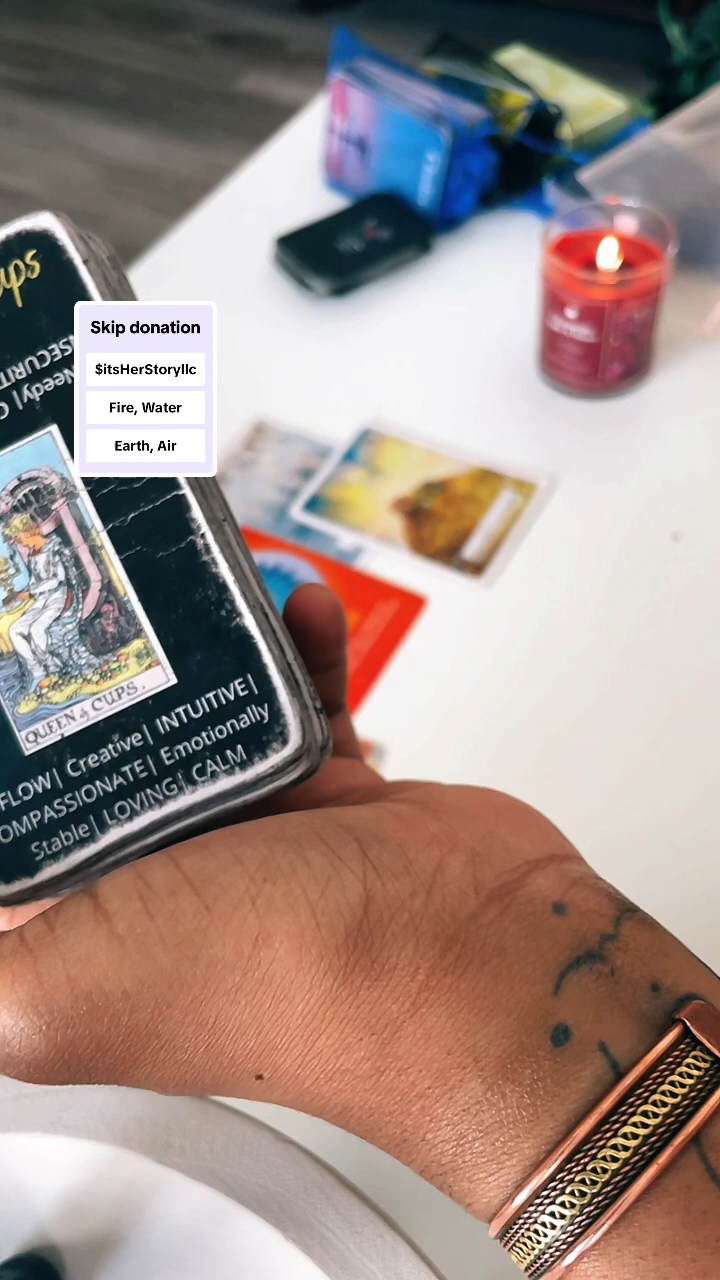 ups
Needy|
Skip donation
$itsHerStoryllc
Fire, Water
Earth, Air
QUEEN of CUPS.
FLOW| Creative| INTUITIVE|
OMPASSIONATE| Emotionally
Stable| LOVING| CALM